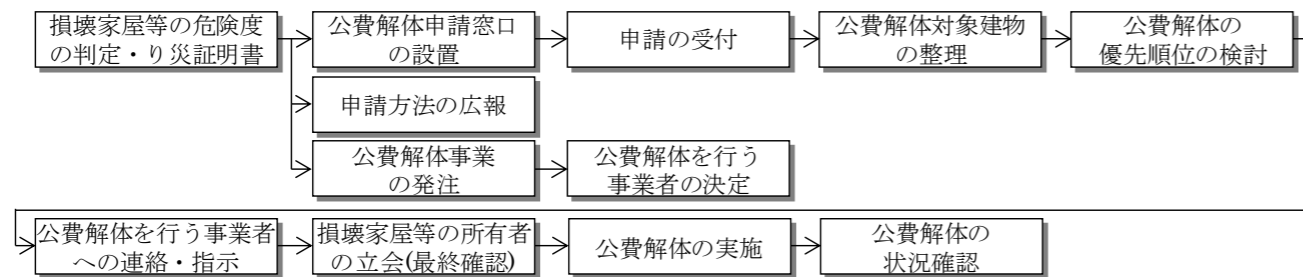 損壊家屋等の危険度
の判定・り災証明書
公費解体申請窓口
の設置
申請の受付
公費解体対象建物
の整理
公費解体の
優先順位の検討
申請方法の広報
公費解体事業
の発注
公費解体を行う
事業者の決定
公費解体を行う事業者
への連絡・指示
損壊家屋等の所有者
の立会(最終確認)
公費解体の実施
公費解体の
状況確認